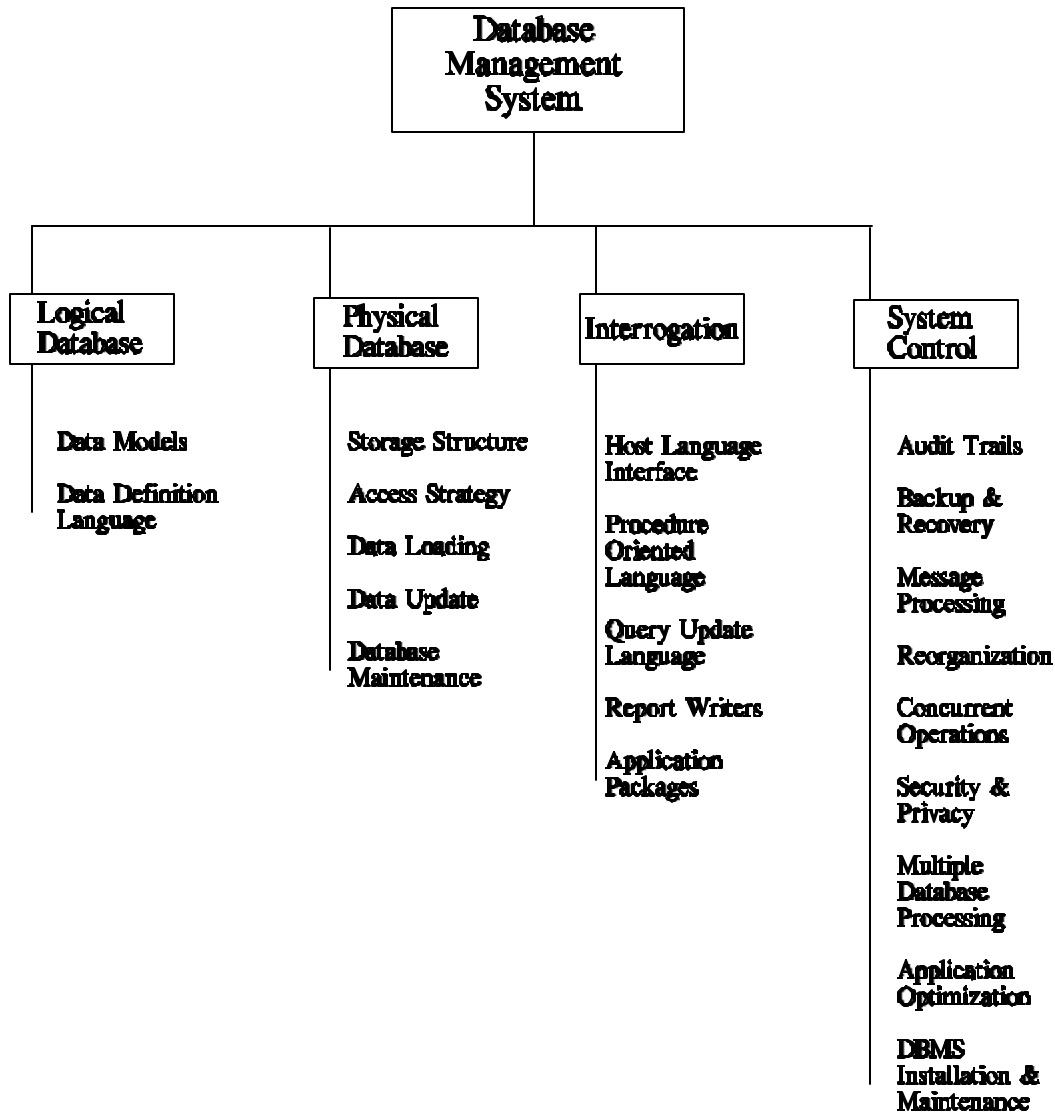 Database
Management
System
Logical
Database
Data Models
Data Definition
Language
Physical
Database
Storage Structure
Access Strategy
Data Loading
Data Update
Database
Maintenance
Interrogation
Host Language
Interface
Procedure
Oriented
Language
Query Update
Language
Report Writers
Application
Packages
System
Control
Audit Trails
Backup &
Recovery
Message
Processing
Reorganization
Concurrent
Operations
Security &
Privacy
Multiple
Database
Processing
Application
Optimization
DBMS
Installation &
Maintenance